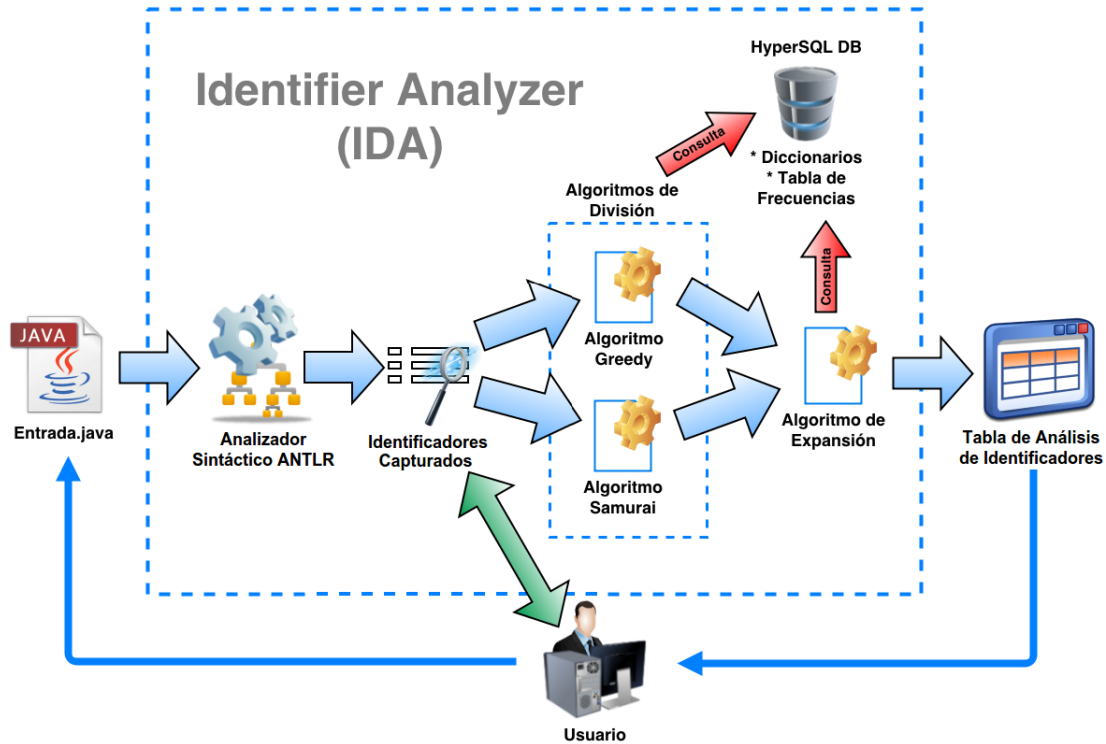 HyperSQL DB
Identifier Analyzer
(IDA)
Consulta
* Diccionarios
* Tabla de
Frecuencias
Algoritmos de
División
Consulta
JAVA
Entrada.java
Analizador
Sintáctico ANTLR
Identificadores
Capturados
Algoritmo
Greedy
Algoritmo
Samurai
Algoritmo de
Expansión
Tabla de Análisis
de Identificadores
Usuario